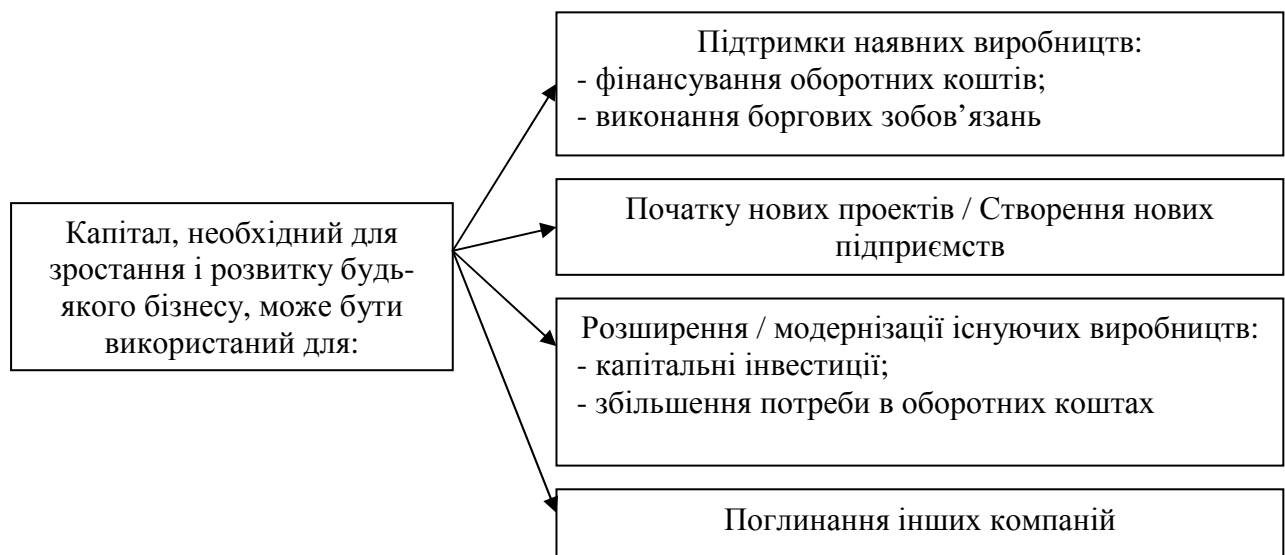 Капітал, необхідний для
зростання і розвитку будь-
якого бізнесу, може бути
використаний для:
Підтримки наявних виробництв:
- фінансування оборотних коштів;
- виконання боргових зобов’язань
Початку нових проектів / Створення нових
підприємств
Розширення / модернізації існуючих виробництв:
- капітальні інвестиції;
- збільшення потреби в оборотних коштах
Поглинання інших компаній